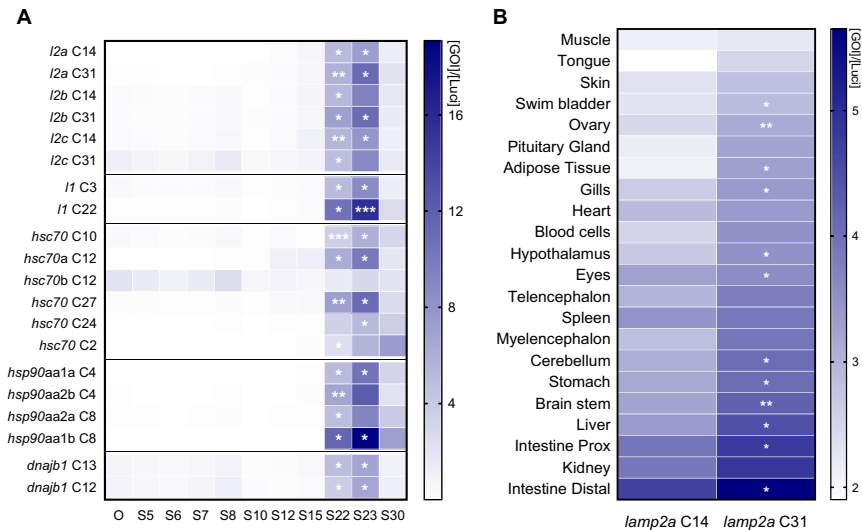 A
l2a C14 * *
l2a C31 ** *
l2b C14 *
l2b C31 * *
l2c C14 ** *
l2c C31 *
l1 C3 * *
l1 C22 * ***
hsc70 C10 *** *
hsc70a C12 * *
hsc70b C12
hsc70 C27 ** *
hsc70 C24 *
hsc70 C2 *
hsp90aa1a C4 * *
hsp90aa2b C4 **
hsp90aa2a C8 *
hsp90aa1b C8 * *
dnajb1 C13 * *
dnajb1 C12 * *
O S5 S6 S7 S8 S10 S12 S15 S22 S23 S30
[GOI]/[Luci]
16
12
8
4
B
Muscle
Tongue
Skin
Swim bladder *
Ovary **
Pituitary Gland
Adipose Tissue *
Gills *
Heart
Blood cells
Hypothalamus *
Eyes *
Telencephalon
Spleen
Myelencephalon
Cerebellum *
Stomach *
Brain stem **
Liver *
Intestine Prox *
Kidney
Intestine Distal *
lamp2a C14 lamp2a C31
[GOI]/[Luci]
5
4
3
2